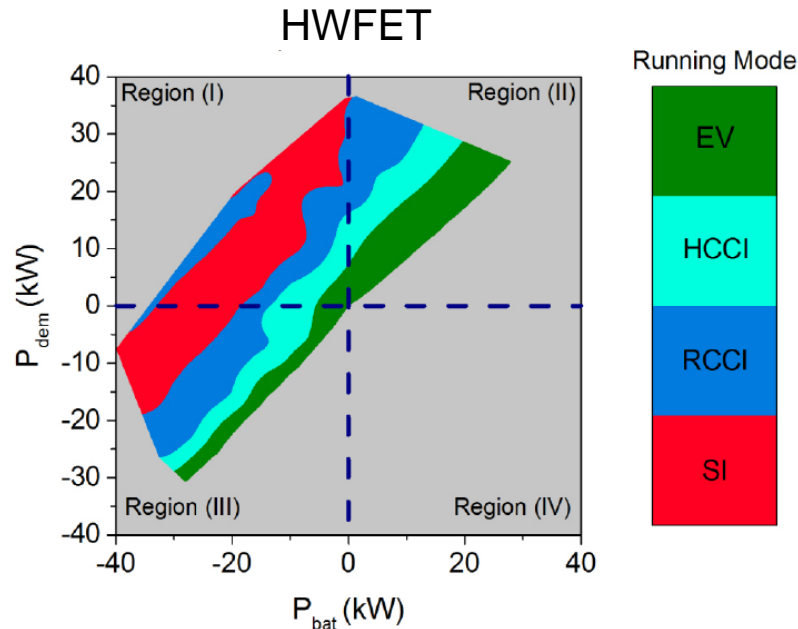 HWFET
Region (I)
Region (II)
Region (III)
Region (IV)
40
30
20
10
0
-10
-20
-30
-40
-40
-20
0
20
40
P_dem (kW)
P_bat (kW)
Running Mode
EV
HCCI
RCCI
SI